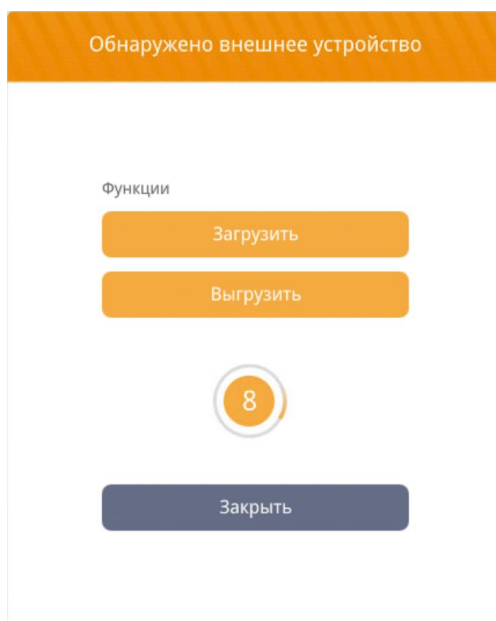 Обнаружено внешнее устройство
Функции
Загрузить
Выгрузить
8
Закрыть